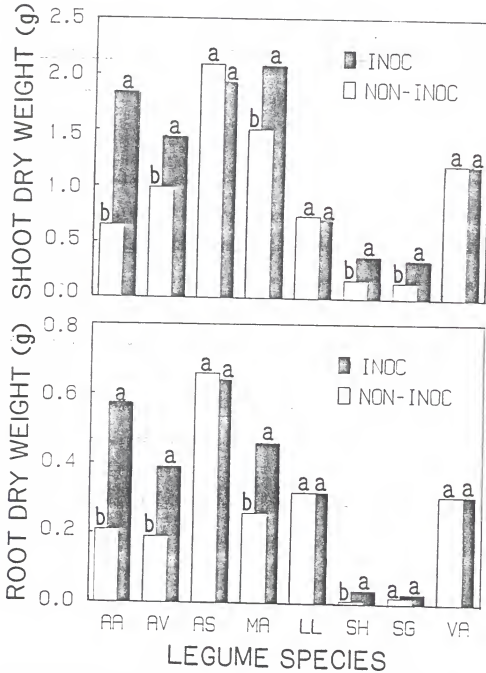 SHOOT DRY WEIGHT (g)
2.5
2.0
1.5
1.0
0.5
0.0
INOC
NON-INOC
b a b a a a b a a a b a b a a a
ROOT DRY WEIGHT (g)
0.8
0.6
0.4
0.2
0.0
INOC
NON-INOC
b a b a a a b a a a b a a a a a
AA AV AS MA LL SH SG VA
LEGUME SPECIES